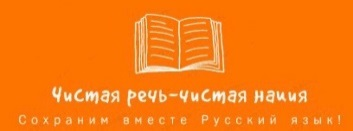 Чистая речь-чистая нация
Сохраним вместе Русский язык!